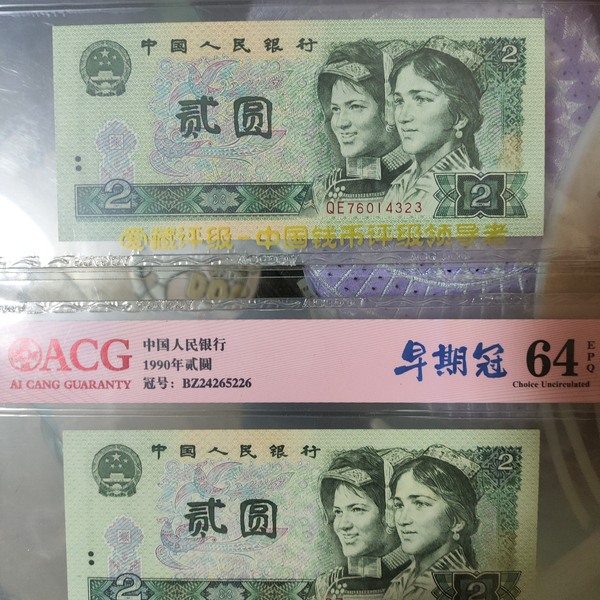 中国人民银行
2
贰圆
2
QE76014323
2
爱藏评级-中国钱币评级领导者
ACG
AI CANG GUARANTY
中国人民银行
1990年贰圆
冠号：BZ24265226
早期冠
64
EPQ
Choice Uncirculated
中国人民银行
2
贰圆
2
2